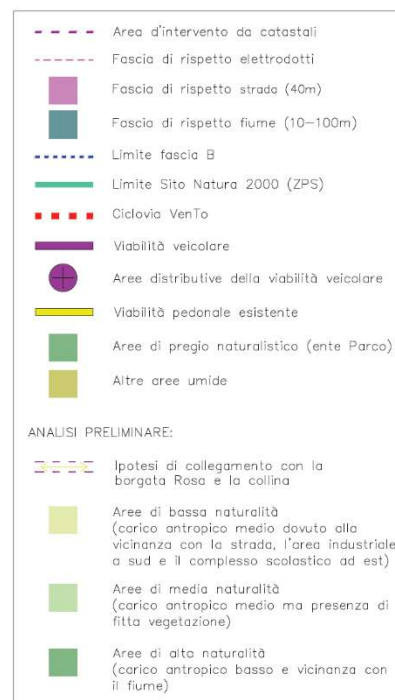 Area d'intervento da catastali
Fascia di rispetto elettrodotti
Fascia di rispetto strada (40m)
Fascia di rispetto fiume (10-100m)
Limite fascia B
Limite Sito Natura 2000 (ZPS)
Ciclovia VenTo
Viabilità veicolare
Aree distributive della viabilità veicolare
Viabilità pedonale esistente
Aree di pregio naturalistico (ente Parco)
Altre aree umide
ANALISI PRELIMINARE:
Ipotesi di collegamento con la
borgata Rosa e la collina
Aree di bassa naturalità
(carico antropico medio dovuto alla
vicinanza con la strada, l'area industriale
a sud e il complesso scolastico ad est)
Aree di media naturalità
(carico antropico medio ma presenza di
fitta vegetazione)
Aree di alta naturalità
(carico antropico basso e vicinanza con
il fiume)